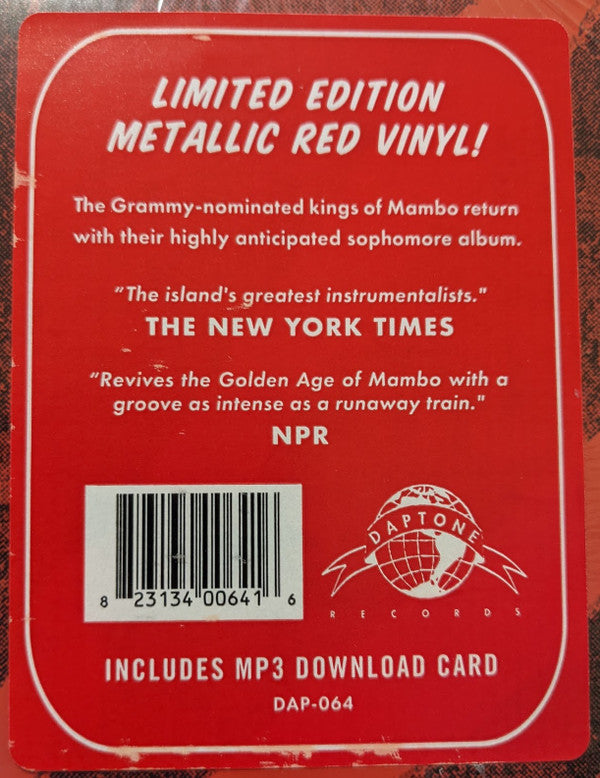 LIMITED EDITION
METALLIC RED VINYL!
The Grammy-nominated kings of Mambo return
with their highly anticipated sophomore album.
"The island's greatest instrumentalists."
THE NEW YORK TIMES
"Revives the Golden Age of Mambo with a
groove as intense as a runaway train."
NPR
DAPTONE
RECORDS
8 23134 00641 6
INCLUDES MP3 DOWNLOAD CARD
DAP-064